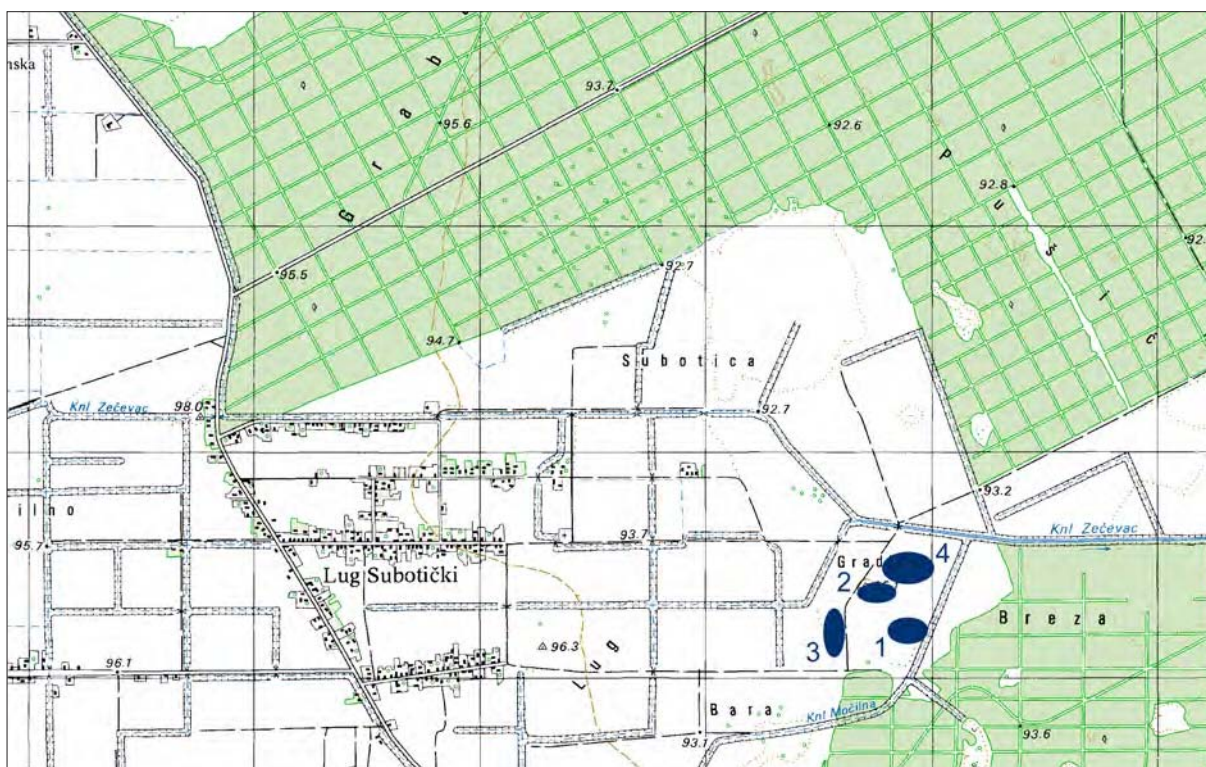 nska
G r a b
93.7
95.6
92.6
P u s i c
92.8
92.
95.5
92.7
94.7
Subotica
Knl Zečevac
98.0
92.7
ilno
93.2
Knl Zečevac
95.7
93.7
Grad
4
2
Lug Subotički
Breza
3
1
96.3
Lug
96.1
Bara
Knl Močilna
93.1
93.6